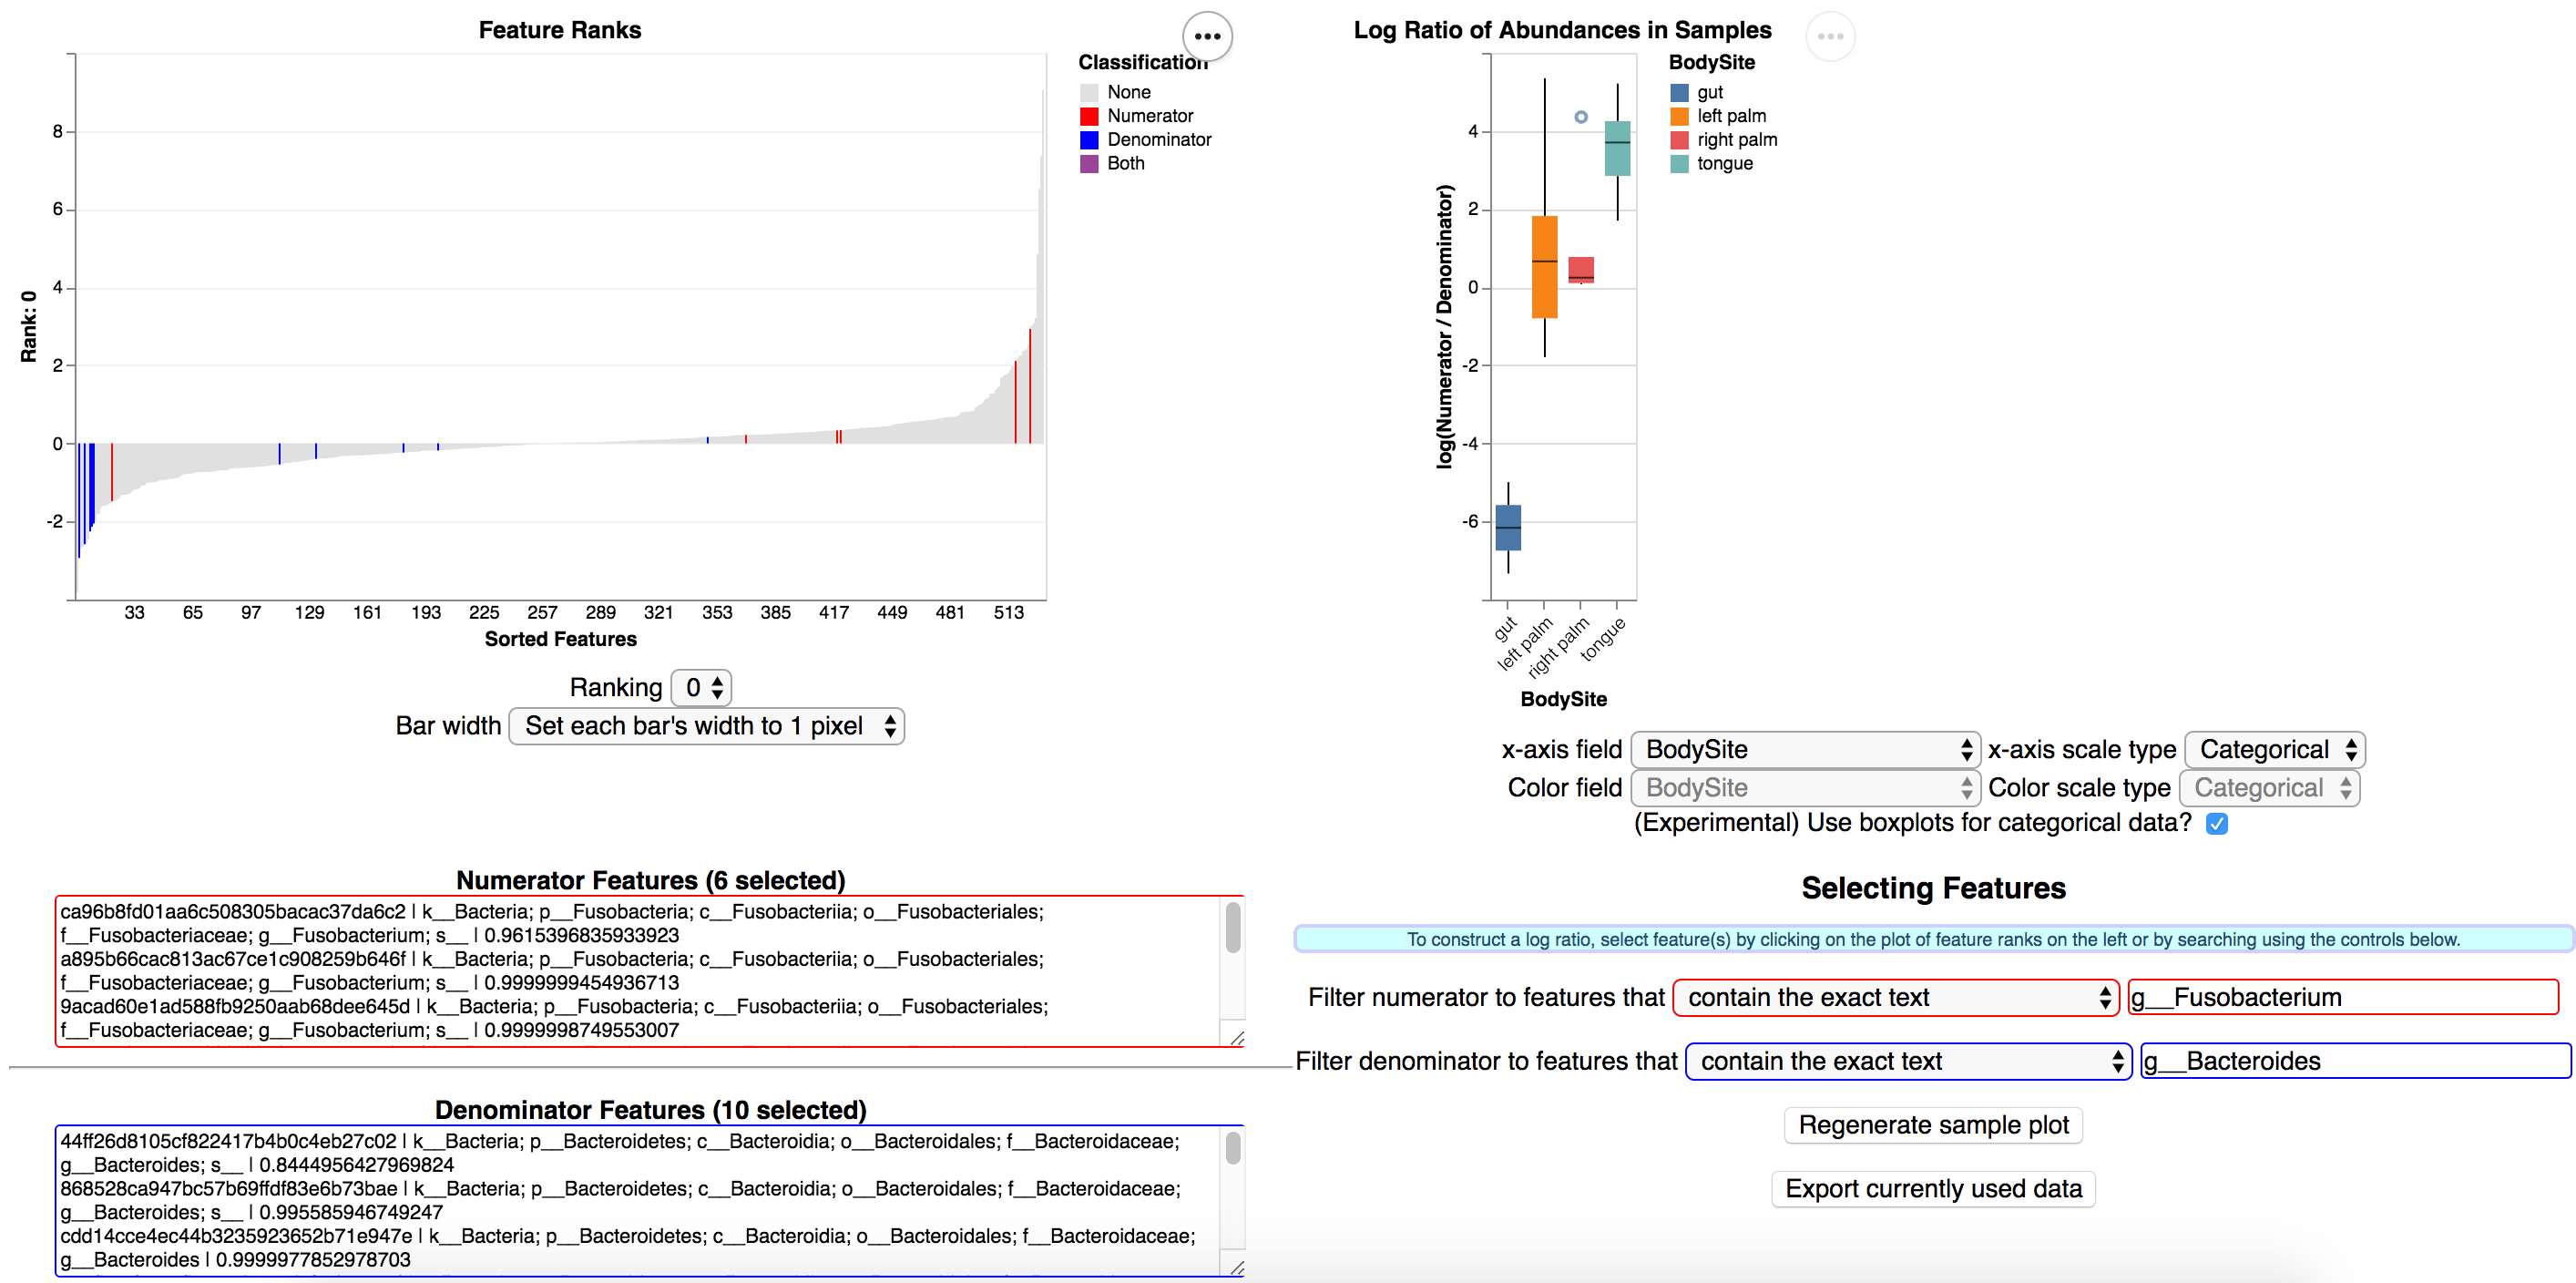 Feature Ranks
Classification
None
Numerator
Denominator
Both
8
6
4
2
0
-2
Rank: 0
33 65 97 129 161 193 225 257 289 321 353 385 417 449 481 513
Sorted Features
Ranking 0
Bar width Set each bar's width to 1 pixel
Log Ratio of Abundances in Samples
BodySite
gut
left palm
right palm
tongue
4
2
0
-2
-4
-6
log(Numerator / Denominator)
gut left palm right palm tongue
BodySite
x-axis field BodySite x-axis scale type Categorical
Color field BodySite Color scale type Categorical
(Experimental) Use boxplots for categorical data?
Numerator Features (6 selected)
ca96b8fd01aa6c508305bacac37da6c2 | k__Bacteria; p__Fusobacteria; c__Fusobacteriia; o__Fusobacteriales;
f__Fusobacteriaceae; g__Fusobacterium; s__ | 0.9615396835933923
a895b66cac813ac67ce1c908259b646f | k__Bacteria; p__Fusobacteria; c__Fusobacteriia; o__Fusobacteriales;
f__Fusobacteriaceae; g__Fusobacterium; s__ | 0.9999999454936713
9acad60e1ad588fb9250aab68dee645d | k__Bacteria; p__Fusobacteria; c__Fusobacteriia; o__Fusobacteriales;
f__Fusobacteriaceae; g__Fusobacterium; s__ | 0.9999998749553007
Denominator Features (10 selected)
44ff26d8105cf822417b4b0c4eb27c02 | k__Bacteria; p__Bacteroidetes; c__Bacteroidia; o__Bacteroidales; f__Bacteroidaceae;
g__Bacteroides; s__ | 0.8444956427969824
868528ca947bc57b69ffdf83e6b73bae | k__Bacteria; p__Bacteroidetes; c__Bacteroidia; o__Bacteroidales; f__Bacteroidaceae;
g__Bacteroides; s__ | 0.995585946749247
cdd14cce4ec44b3235923652b71e947e | k__Bacteria; p__Bacteroidetes; c__Bacteroidia; o__Bacteroidales; f__Bacteroidaceae;
g__Bacteroides | 0.9999977852978703
Selecting Features
To construct a log ratio, select feature(s) by clicking on the plot of feature ranks on the left or by searching using the controls below.
Filter numerator to features that contain the exact text g__Fusobacterium
Filter denominator to features that contain the exact text g__Bacteroides
Regenerate sample plot
Export currently used data